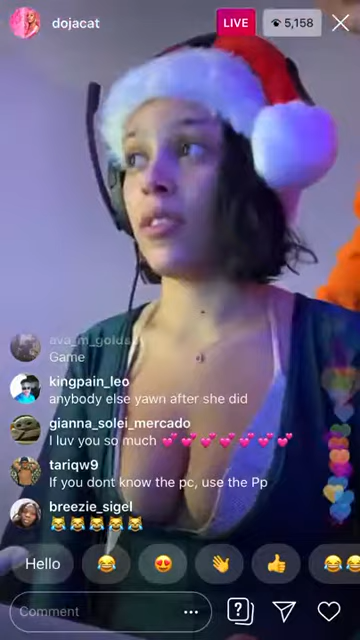 dojacat
LIVE
5,158
Game
kingpain_leo
anybody else yawn after she did
gianna_solei_mercado
I luv you so much 💕💕💕💕💕💕💕
tariqw9
If you dont know the pc, use the Pp
breezie_sigel
😹😹😹😹😹
Hello
Comment